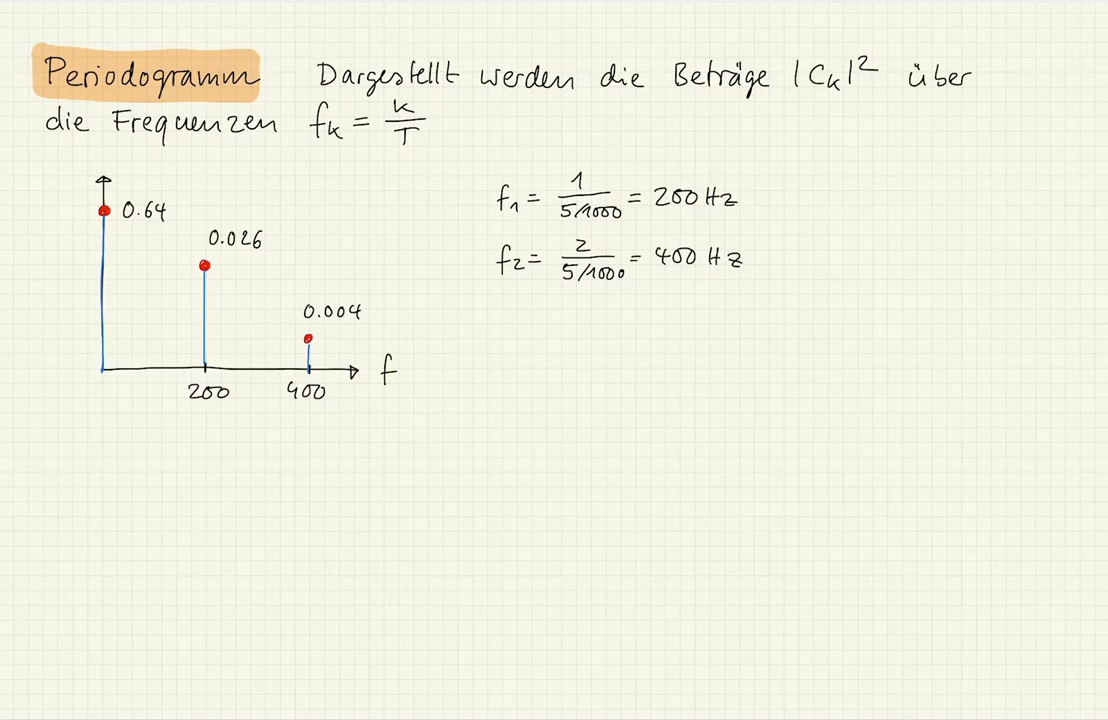 Periodogramm Dargestellt werden die Beträge |Ck|² über
die Frequenzen fk = k/T
0.64
0.026
0.004
200 400 f
f1 = 1/(5/1000) = 200 Hz
f2 = 2/(5/1000) = 400 Hz